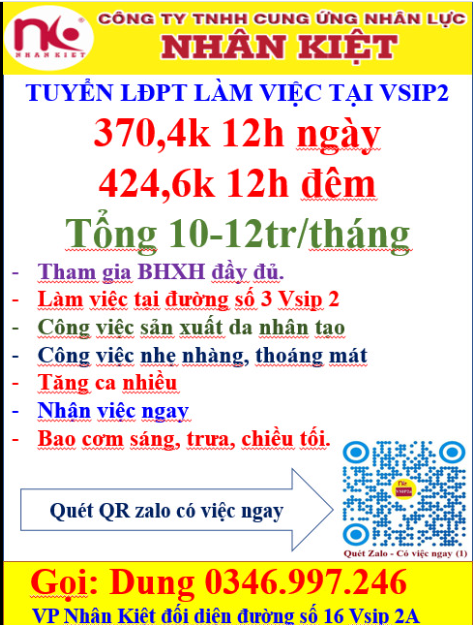 nk
NHÂN KIỆT
CÔNG TY TNHH CUNG ỨNG NHÂN LỰC
NHÂN KIỆT
TUYỂN LĐPT LÀM VIỆC TẠI VSIP2
370,4k 12h ngày
424,6k 12h đêm
Tổng 10-12tr/tháng
- Tham gia BHXH đầy đủ.
- Làm việc tại đường số 3 Vsip 2
- Công việc sản xuất da nhân tạo
- Công việc nhẹ nhàng, thoáng mát
- Tăng ca nhiều
- Nhận việc ngay
- Bao cơm sáng, trưa, chiều tối.
Quét QR zalo có việc ngay
Quét Zalo - Có việc ngay (1)
Gọi: Dung 0346.997.246
VP Nhân Kiệt đối diện đường số 16 Vsip 2A